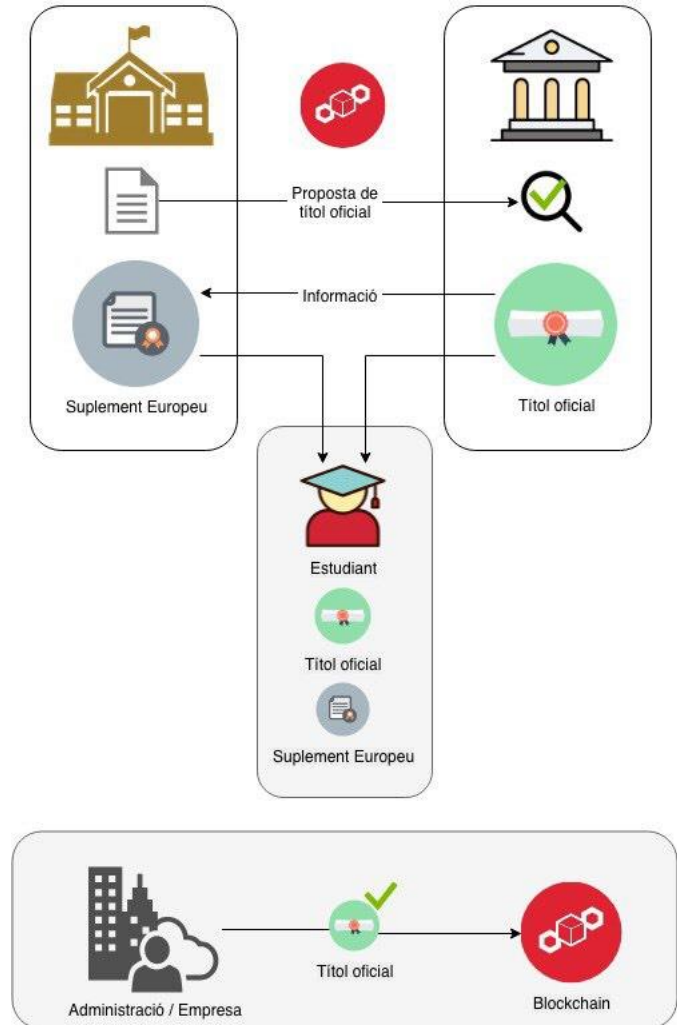 Proposta de
títol oficial
Informació
Suplement Europeu
Títol oficial
Estudiant
Títol oficial
Suplement Europeu
Títol oficial
Administració / Empresa
Blockchain